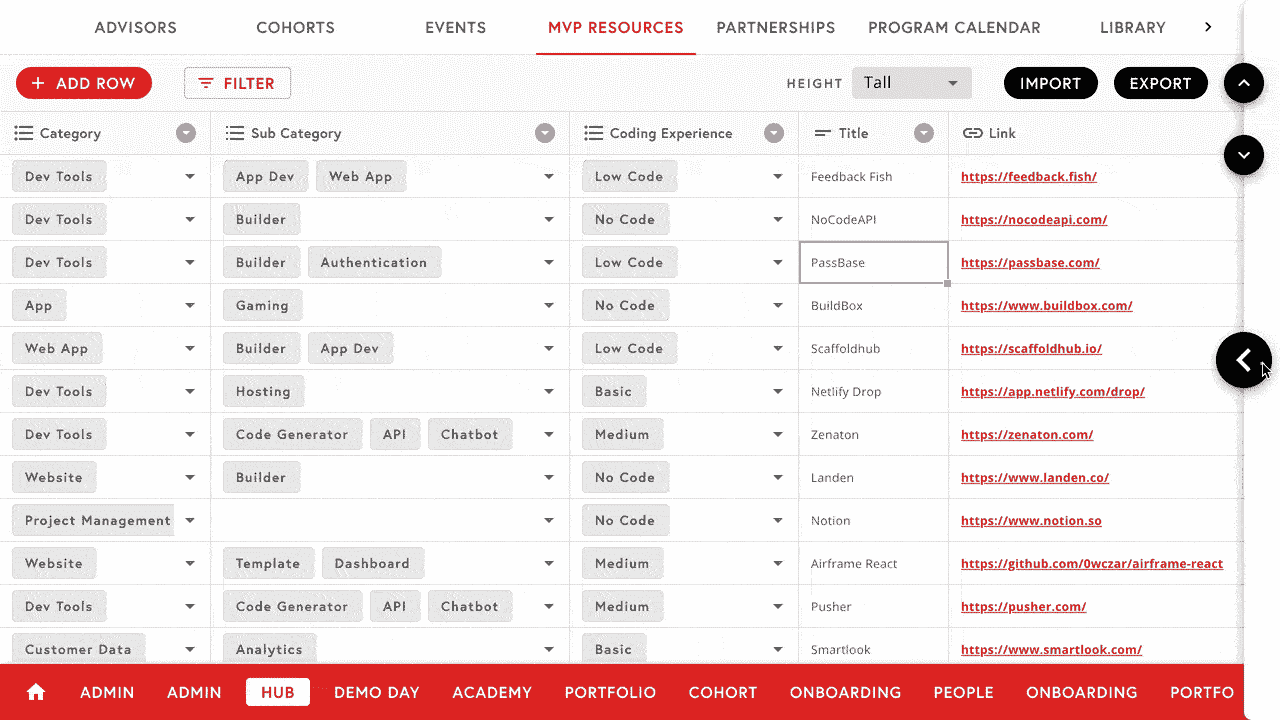 ADVISORS COHORTS EVENTS MVP RESOURCES PARTNERSHIPS PROGRAM CALENDAR LIBRARY
+ ADD ROW FILTER HEIGHT Tall IMPORT EXPORT
Category Sub Category Coding Experience Title Link
Dev Tools App Dev Web App Low Code Feedback Fish https://feedback.fish/
Dev Tools Builder No Code NoCodeAPI https://nocodeapi.com/
Dev Tools Builder Authentication Low Code PassBase https://passbase.com/
App Gaming No Code BuildBox https://www.buildbox.com/
Web App Builder App Dev Low Code Scaffoldhub https://scaffoldhub.io/
Dev Tools Hosting Basic Netlify Drop https://app.netlify.com/drop/
Dev Tools Code Generator API Chatbot Medium Zenaton https://zenaton.com/
Website Builder No Code Landen https://www.landen.co/
Project Management No Code Notion https://www.notion.so
Website Template Dashboard Medium Airframe React https://github.com/0wczar/airframe-react
Dev Tools Code Generator API Chatbot Medium Pusher https://pusher.com/
Customer Data Analytics Basic Smartlook https://www.smartlook.com/
ADMIN ADMIN HUB DEMO DAY ACADEMY PORTFOLIO COHORT ONBOARDING PEOPLE ONBOARDING PORTFO